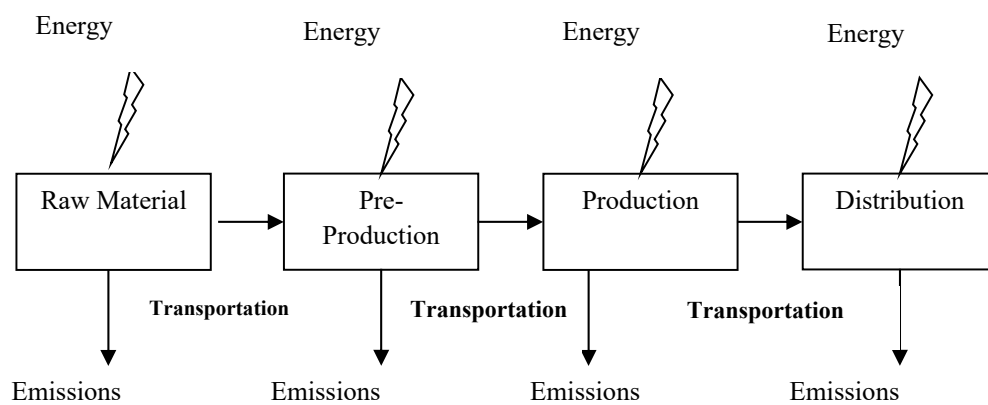 Energy
Energy
Energy
Energy
Raw Material
Pre-
Production
Production
Distribution
Transportation
Transportation
Transportation
Emissions
Emissions
Emissions
Emissions